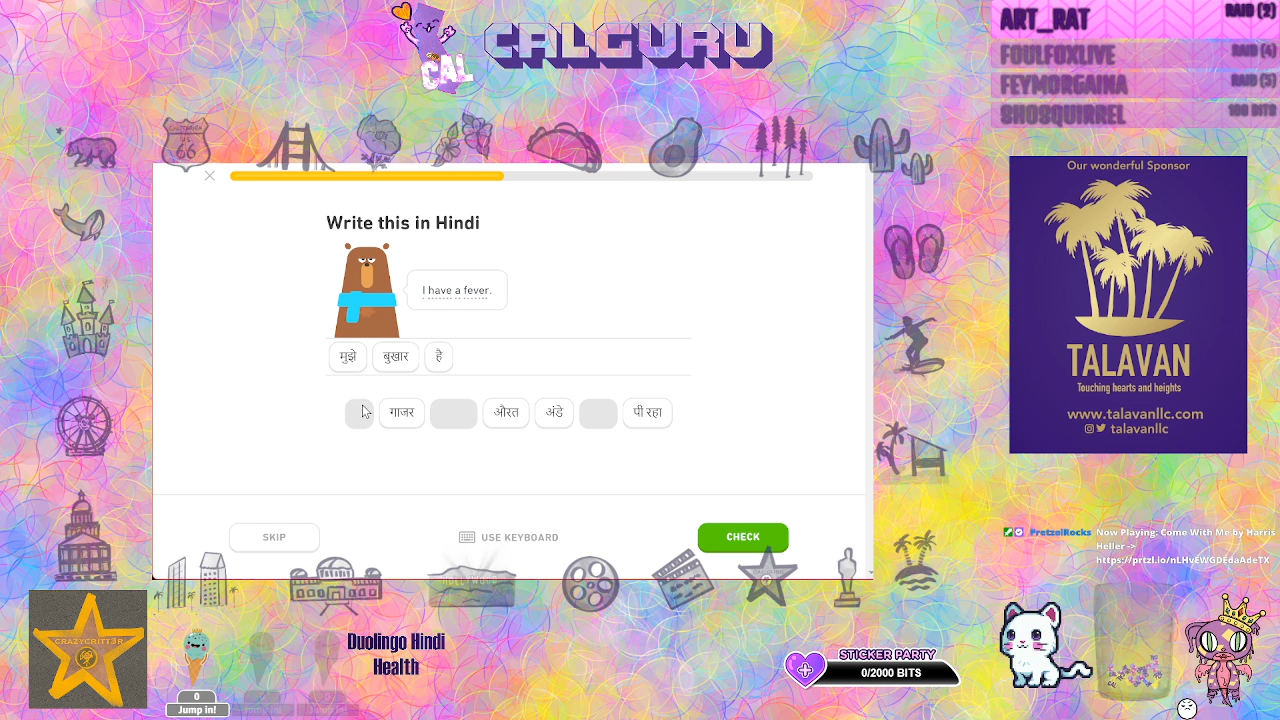 CAL
CALGURU
ART_RAT RAID (2)
FOULFOXLIVE RAID (4)
FEYMORGAINA
SHOSQUIRREL 100 BITS
CALIFORNIA
66
Our wonderful Sponsor
TALAVAN
Touching hearts and heights
www.talavanllc.com
talavanllc
Write this in Hindi
I have a fever.
मुझे बुखार है
गाजर औरत अंडे पी रहा
SKIP
USE KEYBOARD
CHECK
HOLLYWOOD
PretzelRocks Now Playing: Come With Me by Harris
Heller ->
https://prtzl.io/nLHvEWGDEdaAdeTX
CRAZYCRITT3R
0
Jump in!
Duolingo Hindi
Health
STICKER PARTY
0/2000 BITS